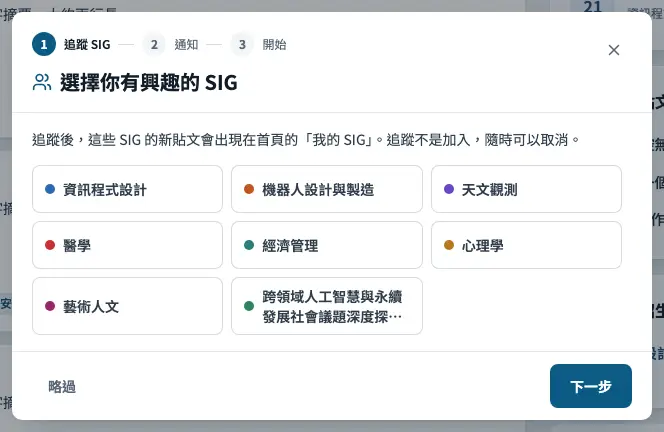 1 追蹤 SIG — 2 通知 — 3 開始
選擇你有興趣的 SIG
追蹤後，這些 SIG 的新貼文會出現在首頁的「我的 SIG」。追蹤不是加入，隨時可以取消。
資訊程式設計
機器人設計與製造
天文觀測
醫學
經濟管理
心理學
藝術人文
跨領域人工智慧與永續
發展社會議題深度探⋯
略過
下一步
21